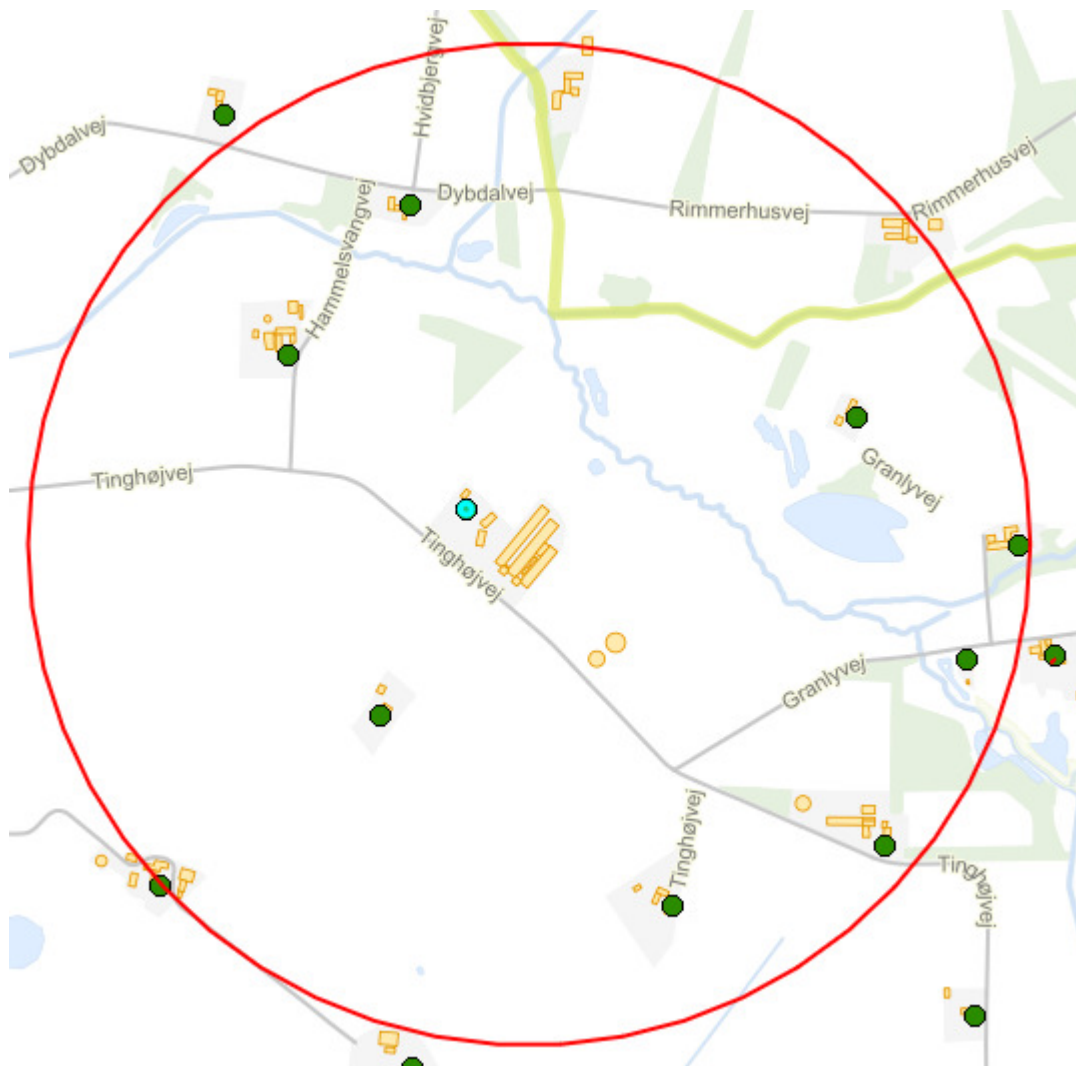 Hvidbjergvej
Dybdalvej
Dybdalvej
Rimmerhusvej
Rimmerhusvej
Hammelsvangvej
Tinghøjvej
Granlyvej
Tinghøjvej
Granlyvej
Tinghøjvej
Tinghøjvej